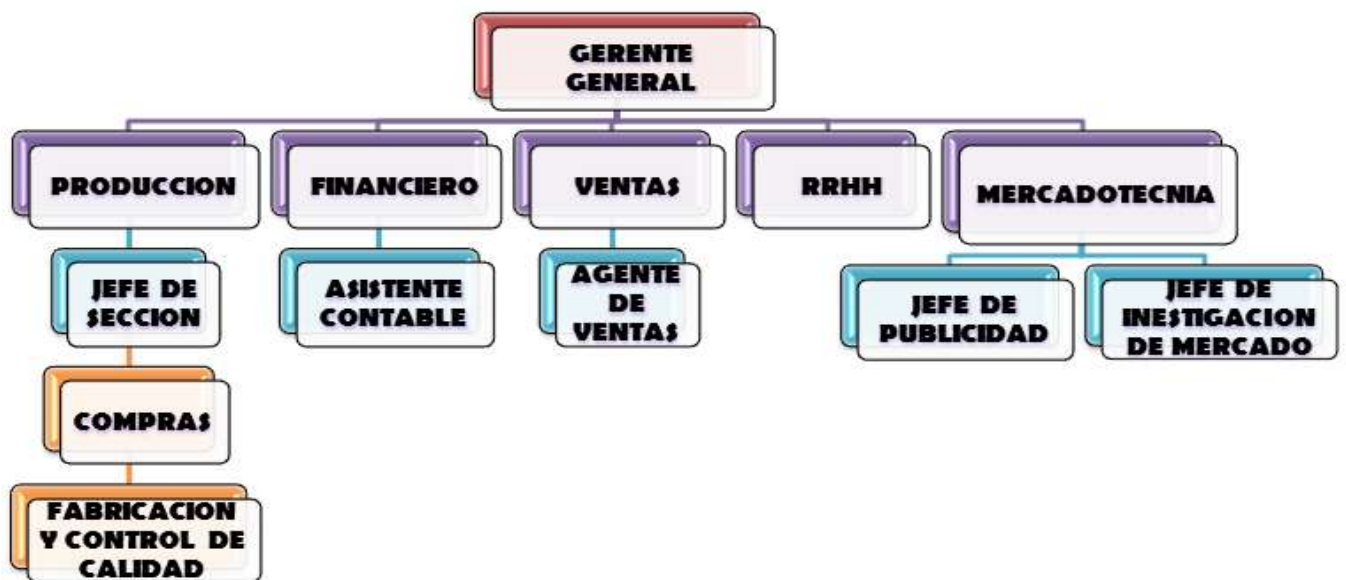 GERENTE
GENERAL
PRODUCCION
FINANCIERO
VENTAS
RRHH
MERCADOTECNIA
JEFE DE
SECCION
ASISTENTE
CONTABLE
AGENTE
DE
VENTAS
JEFE DE
PUBLICIDAD
JEFE DE
INESTIGACION
DE MERCADO
COMPRAS
FABRICACION
Y CONTROL DE
CALIDAD